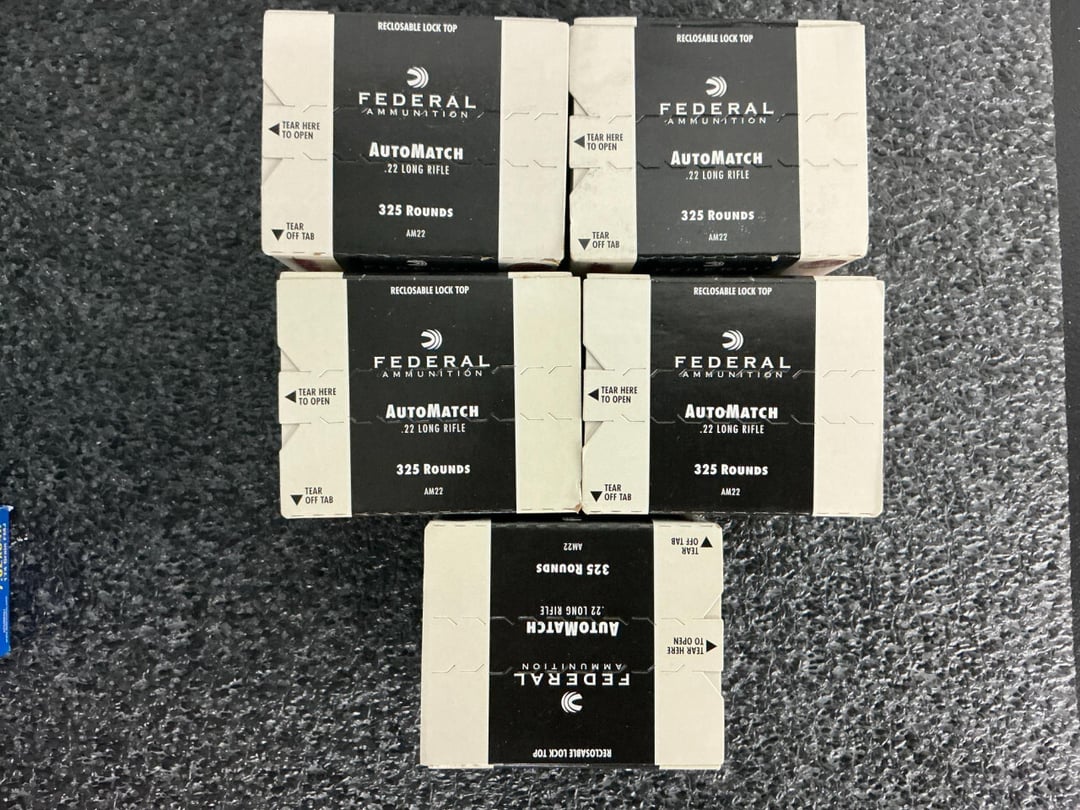 RECLOSABLE LOCK TOP
FEDERAL
AMMUNITION
TEAR HERE
TO OPEN
AUTOMATCH
.22 LONG RIFLE
325 ROUNDS
TEAR
OFF TAB
AM22
RECLOSABLE LOCK TOP
FEDERAL
AMMUNITION
TEAR HERE
TO OPEN
AUTOMATCH
.22 LONG RIFLE
325 ROUNDS
TEAR
OFF TAB
AM22
RECLOSABLE LOCK TOP
FEDERAL
AMMUNITION
TEAR HERE
TO OPEN
AUTOMATCH
.22 LONG RIFLE
325 ROUNDS
TEAR
OFF TAB
AM22
RECLOSABLE LOCK TOP
FEDERAL
AMMUNITION
TEAR HERE
TO OPEN
AUTOMATCH
.22 LONG RIFLE
325 ROUNDS
TEAR
OFF TAB
AM22
RECLOSABLE LOCK TOP
FEDERAL
AMMUNITION
TEAR HERE
TO OPEN
AUTOMATCH
.22 LONG RIFLE
325 ROUNDS
TEAR
OFF TAB
AM22